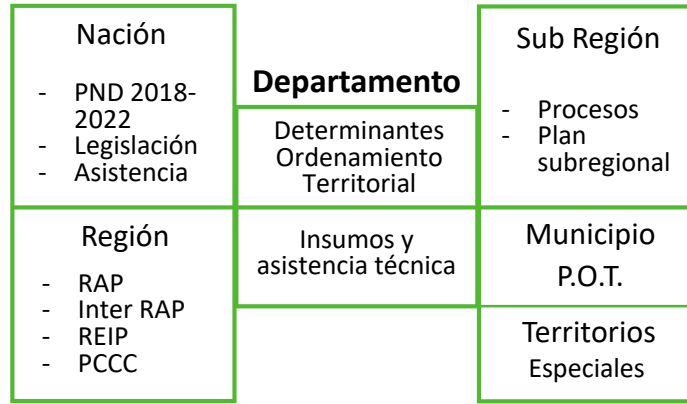 Nación
- PND 2018-
2022
- Legislación
- Asistencia
Región
- RAP
- Inter RAP
- REIP
- PCCC
Departamento
Determinantes
Ordenamiento
Territorial
Insumos y
asistencia técnica
Sub Región
- Procesos
- Plan
subregional
Municipio
P.O.T.
Territorios
Especiales